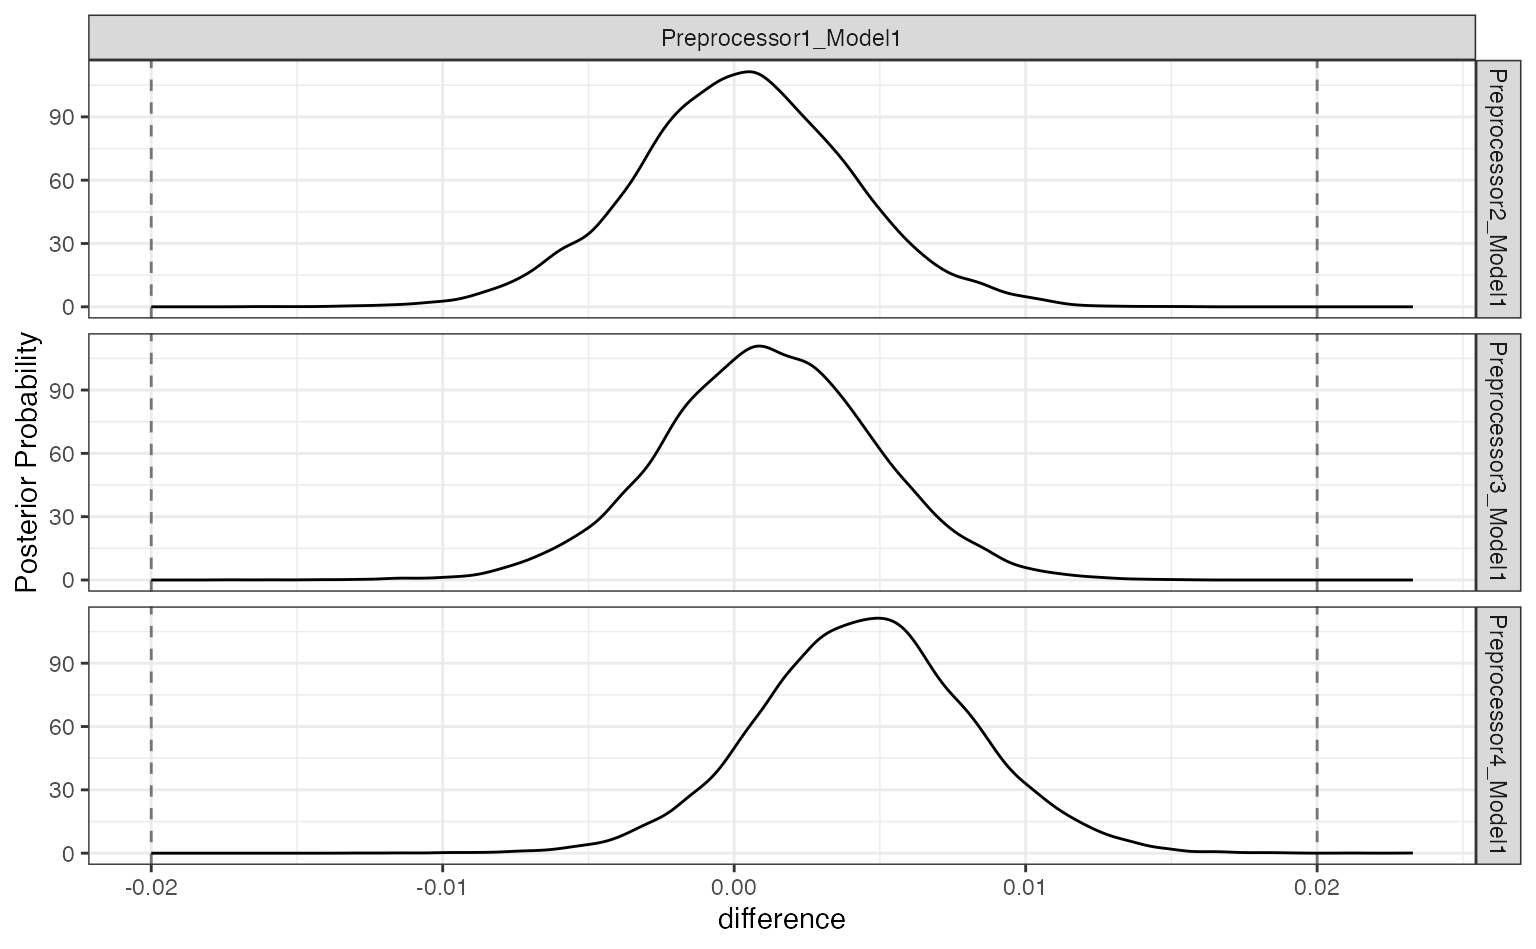 Preprocessor1_Model1
90
60
30
0
Preprocessor2_Model1
90
60
30
0
Preprocessor3_Model1
90
60
30
0
Preprocessor4_Model1
Posterior Probability
-0.02
-0.01
0.00
0.01
0.02
difference